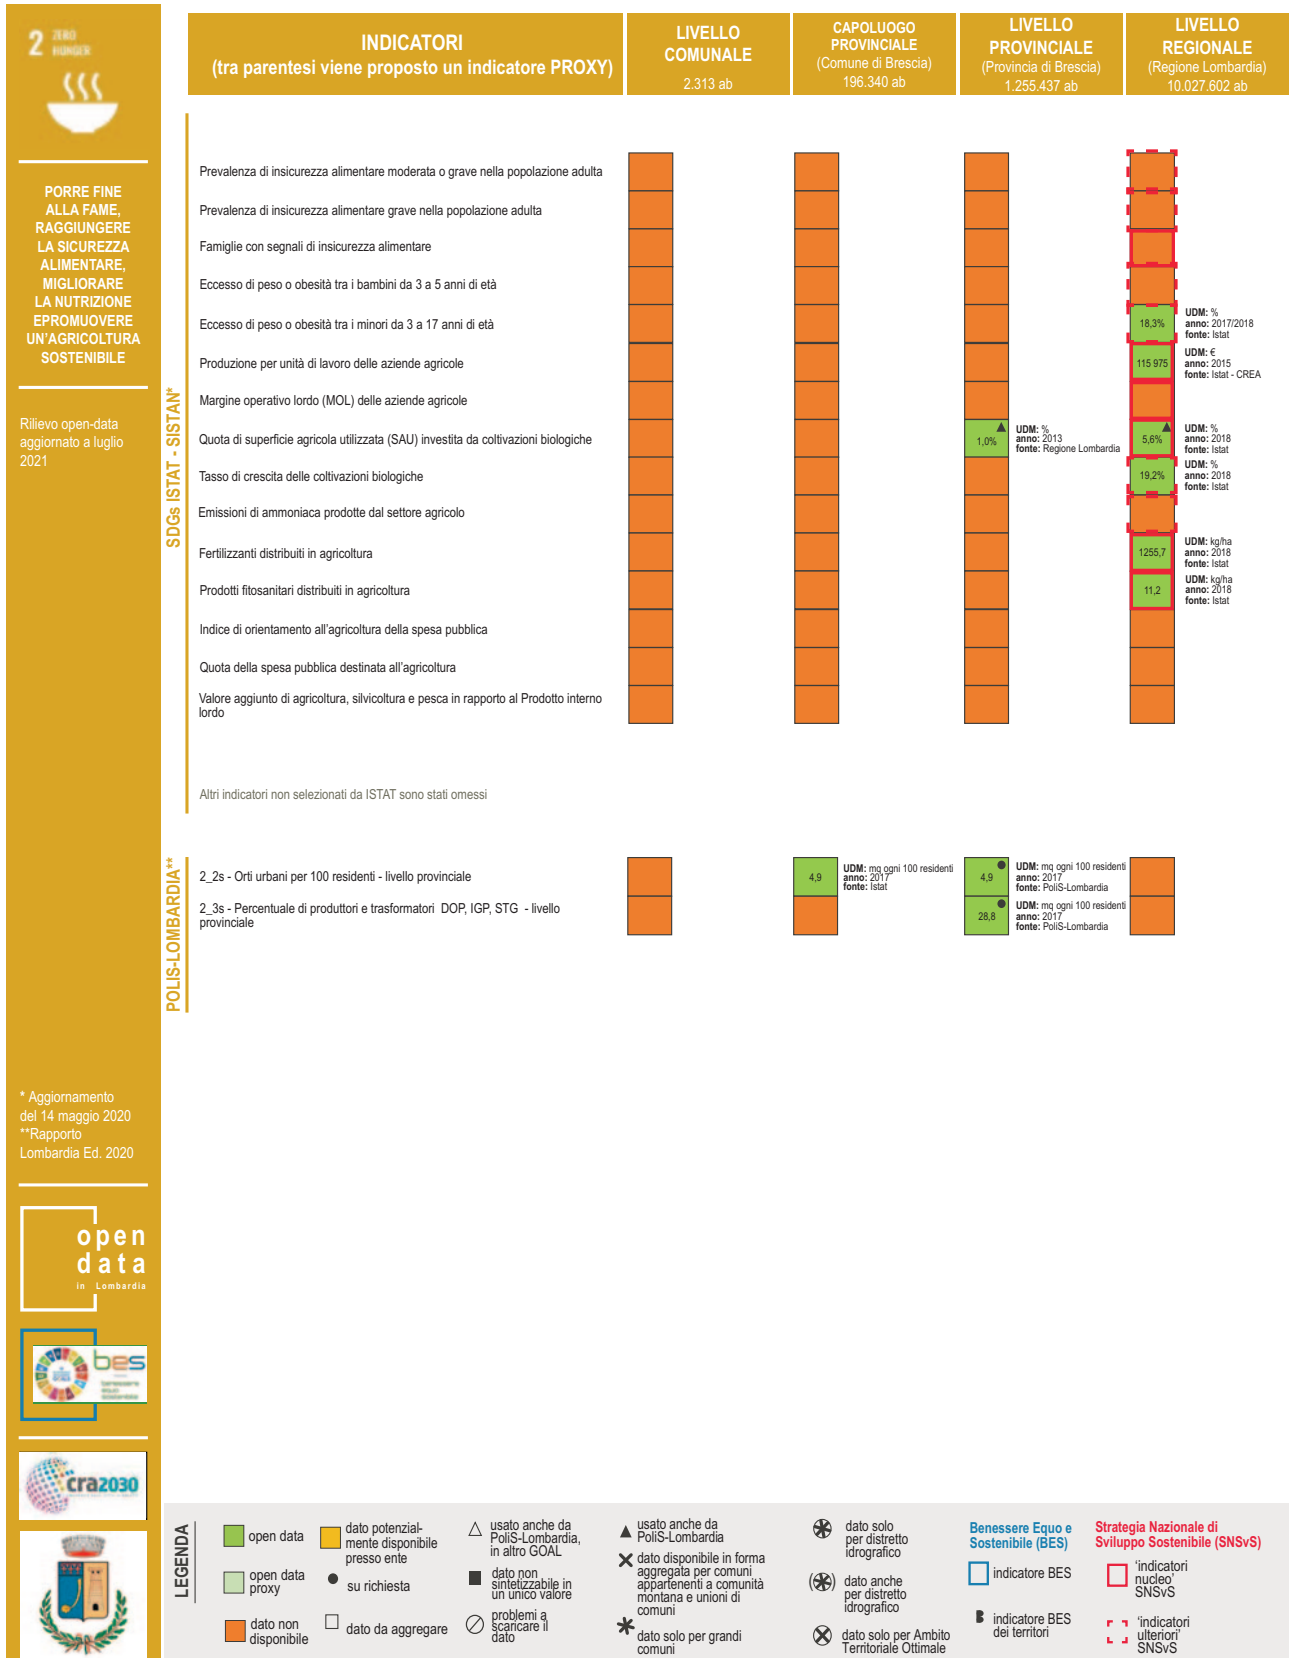 2 ZERO
HUNGER
PORRE FINE
ALLA FAME,
RAGGIUNGERE
LA SICUREZZA
ALIMENTARE,
MIGLIORARE
LA NUTRIZIONE
EPROMUOVERE
UN'AGRICOLTURA
SOSTENIBILE
Rilievo open-data
aggiornato a luglio
2021
* Aggiornamento
del 14 maggio 2020
**Rapporto
Lombardia Ed. 2020
open
data
in Lombardia
bes
benessere
equo
sostenibile
cra2030
INDICATORI
(tra parentesi viene proposto un indicatore PROXY)
LIVELLO
COMUNALE
2.313 ab
CAPOLUOGO
PROVINCIALE
(Comune di Brescia)
196.340 ab
LIVELLO
PROVINCIALE
(Provincia di Brescia)
1.255.437 ab
LIVELLO
REGIONALE
(Regione Lombardia)
10.027.602 ab
SDGs ISTAT - SISTAN*
Prevalenza di insicurezza alimentare moderata o grave nella popolazione adulta
Prevalenza di insicurezza alimentare grave nella popolazione adulta
Famiglie con segnali di insicurezza alimentare
Eccesso di peso o obesità tra i bambini da 3 a 5 anni di età
Eccesso di peso o obesità tra i minori da 3 a 17 anni di età
18,3%
UDM: %
anno: 2017/2018
fonte: Istat
Produzione per unità di lavoro delle aziende agricole
115 975
UDM: €
anno: 2015
fonte: Istat - CREA
Margine operativo lordo (MOL) delle aziende agricole
Quota di superficie agricola utilizzata (SAU) investita da coltivazioni biologiche
1,0%
UDM: %
anno: 2013
fonte: Regione Lombardia
5,6%
UDM: %
anno: 2018
fonte: Istat
Tasso di crescita delle coltivazioni biologiche
19,2%
UDM: %
anno: 2018
fonte: Istat
Emissioni di ammoniaca prodotte dal settore agricolo
Fertilizzanti distribuiti in agricoltura
1255,7
UDM: kg/ha
anno: 2018
fonte: Istat
Prodotti fitosanitari distribuiti in agricoltura
11,2
UDM: kg/ha
anno: 2018
fonte: Istat
Indice di orientamento all'agricoltura della spesa pubblica
Quota della spesa pubblica destinata all'agricoltura
Valore aggiunto di agricoltura, silvicoltura e pesca in rapporto al Prodotto interno
lordo
Altri indicatori non selezionati da ISTAT sono stati omessi
POLIS-LOMBARDIA**
2_2s - Orti urbani per 100 residenti - livello provinciale
4,9
UDM: mq ogni 100 residenti
anno: 2017
fonte: Istat
4,9
UDM: mq ogni 100 residenti
anno: 2017
fonte: PoliS-Lombardia
2_3s - Percentuale di produttori e trasformatori DOP, IGP, STG - livello
provinciale
28,8
UDM: mq ogni 100 residenti
anno: 2017
fonte: PoliS-Lombardia
LEGENDA
open data
open data
proxy
dato non
disponibile
dato potenzial-
mente disponibile
presso ente
su richiesta
dato da aggregare
usato anche da
PoliS-Lombardia,
in altro GOAL
dato non
sintetizzabile in
un unico valore
problemi a
scaricare il
dato
usato anche da
PoliS-Lombardia
dato disponibile in forma
aggregata per comuni
appartenenti a comunità
montana e unioni di
comuni
dato solo per grandi
comuni
dato solo
per distretto
idrografico
dato anche
per distretto
idrografico
dato solo per Ambito
Territoriale Ottimale
Benessere Equo e
Sostenibile (BES)
indicatore BES
indicatore BES
dei territori
Strategia Nazionale di
Sviluppo Sostenibile (SNSvS)
'indicatori
nucleo'
SNSvS
'indicatori
ulteriori'
SNSvS